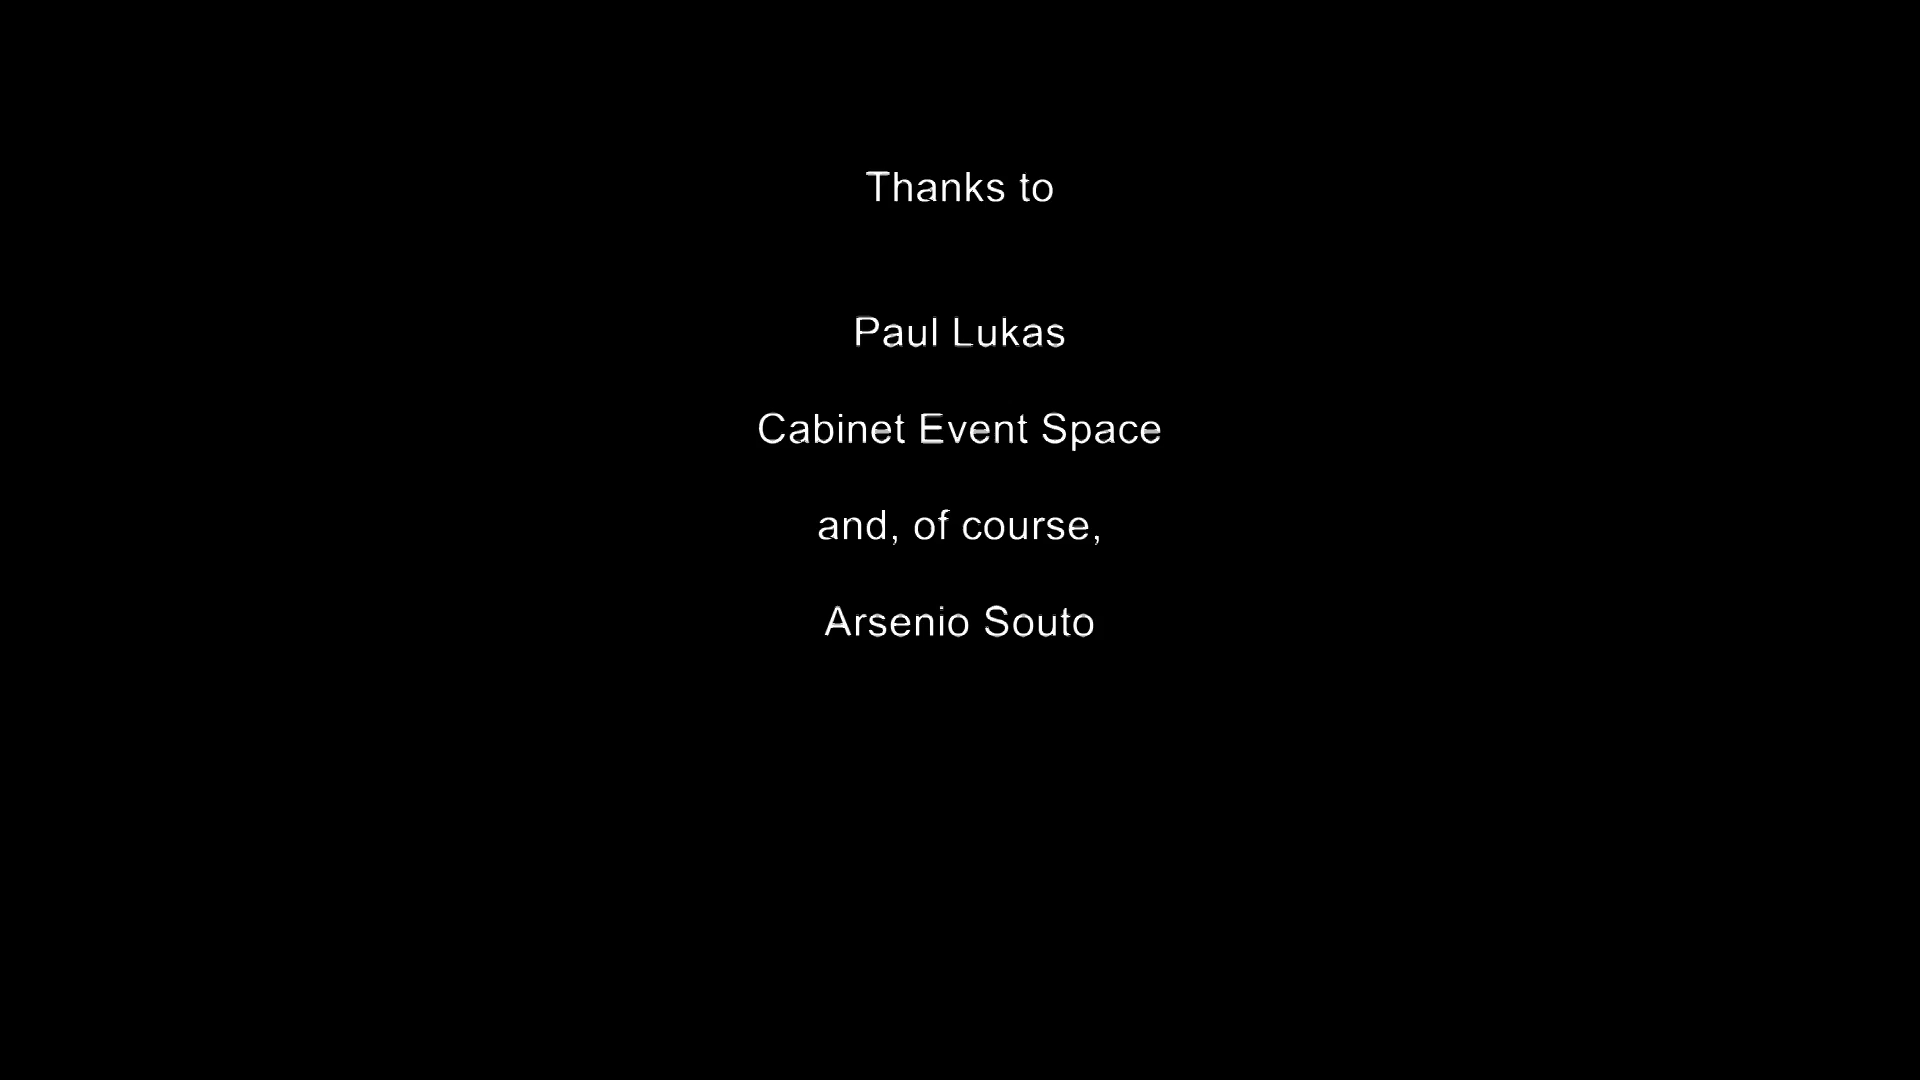 Thanks to
Paul Lukas
Cabinet Event Space
and, of course,
Arsenio Souto